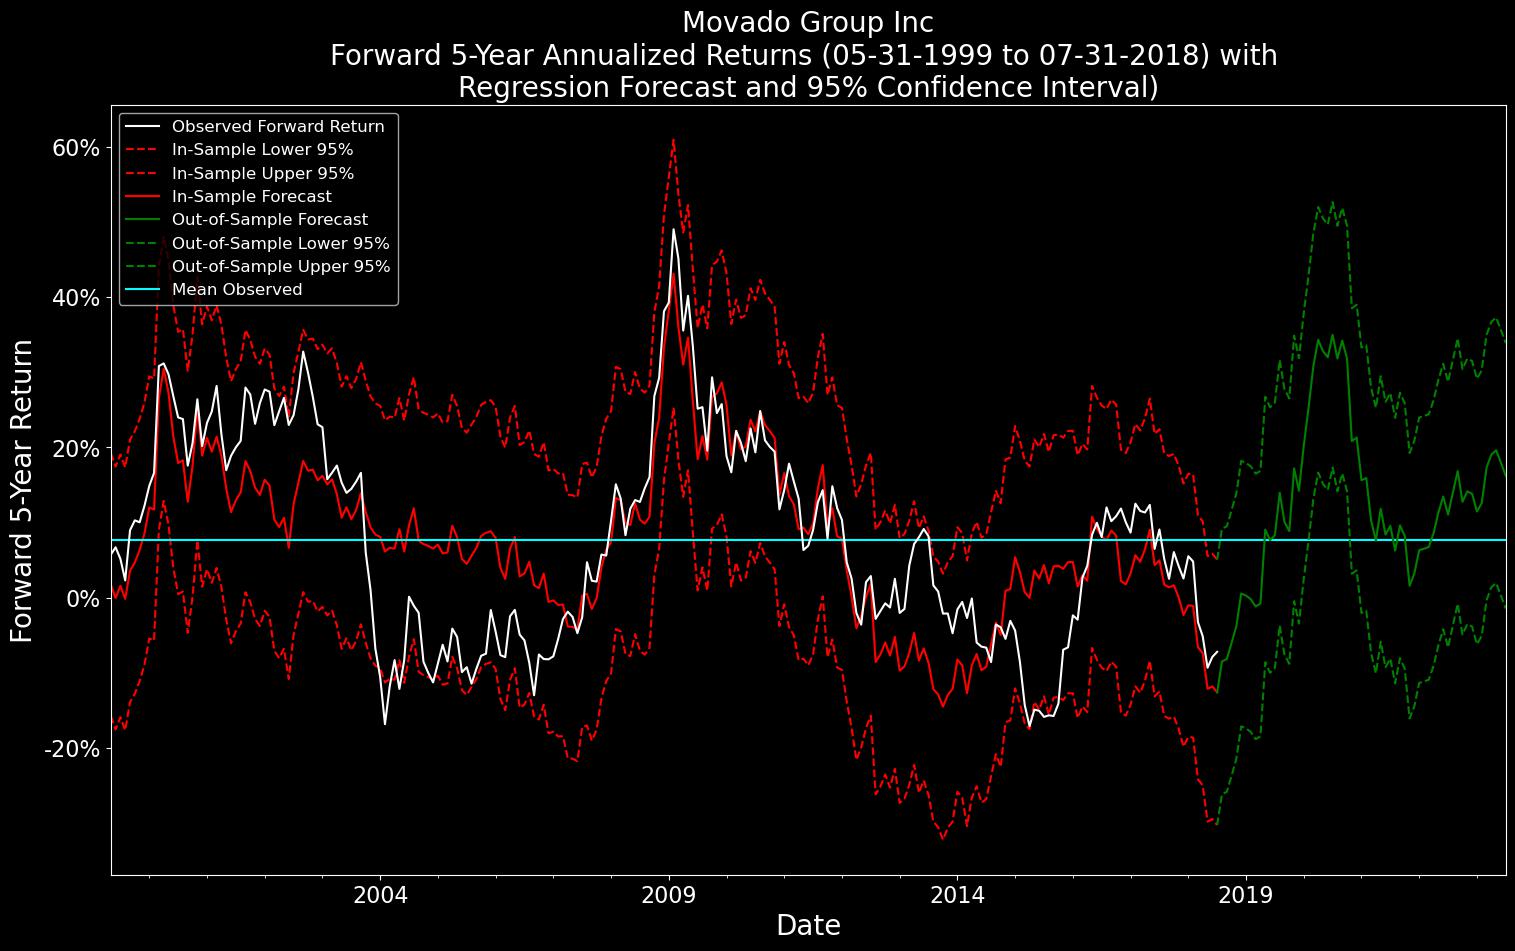 Movado Group Inc
Forward 5-Year Annualized Returns (05-31-1999 to 07-31-2018) with
Regression Forecast and 95% Confidence Interval)
Observed Forward Return
In-Sample Lower 95%
In-Sample Upper 95%
In-Sample Forecast
Out-of-Sample Forecast
Out-of-Sample Lower 95%
Out-of-Sample Upper 95%
Mean Observed
Forward 5-Year Return
60%
40%
20%
0%
-20%
2004
2009
2014
2019
Date